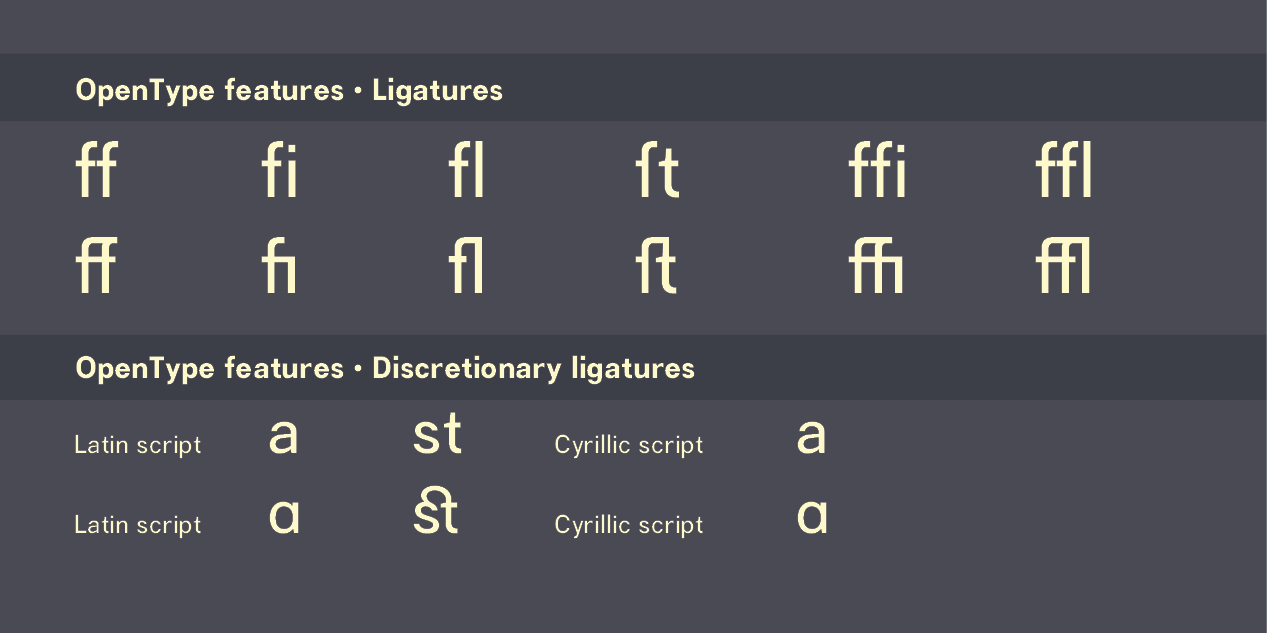 OpenType features • Ligatures
ff fi fl ſt ffi ffl
ff fi fl ſt ffi ffl
OpenType features • Discretionary ligatures
Latin script a st Cyrillic script а
Latin script ɑ st Cyrillic script ɑ